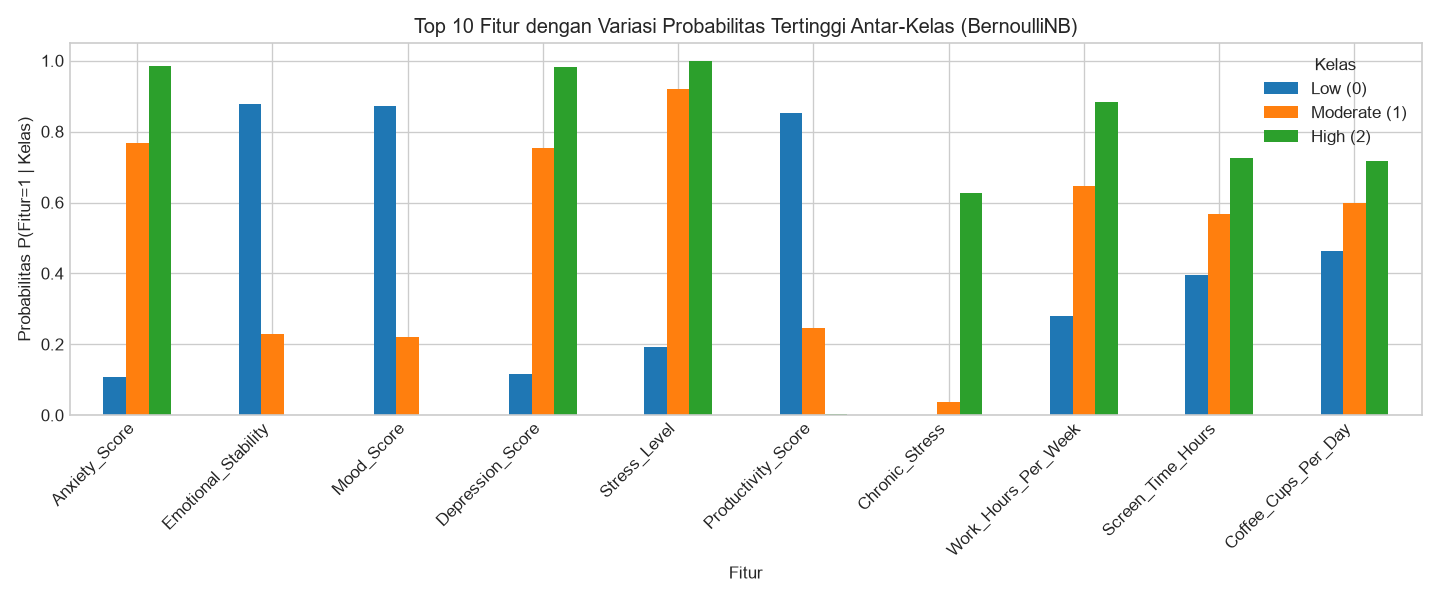 Top 10 Fitur dengan Variasi Probabilitas Tertinggi Antar-Kelas (BernoulliNB)
Probabilitas P(Fitur=1 | Kelas)
1.0
0.8
0.6
0.4
0.2
0.0
Kelas
Low (0)
Moderate (1)
High (2)
Anxiety_Score
Emotional_Stability
Mood_Score
Depression_Score
Stress_Level
Productivity_Score
Chronic_Stress
Work_Hours_Per_Week
Screen_Time_Hours
Coffee_Cups_Per_Day
Fitur